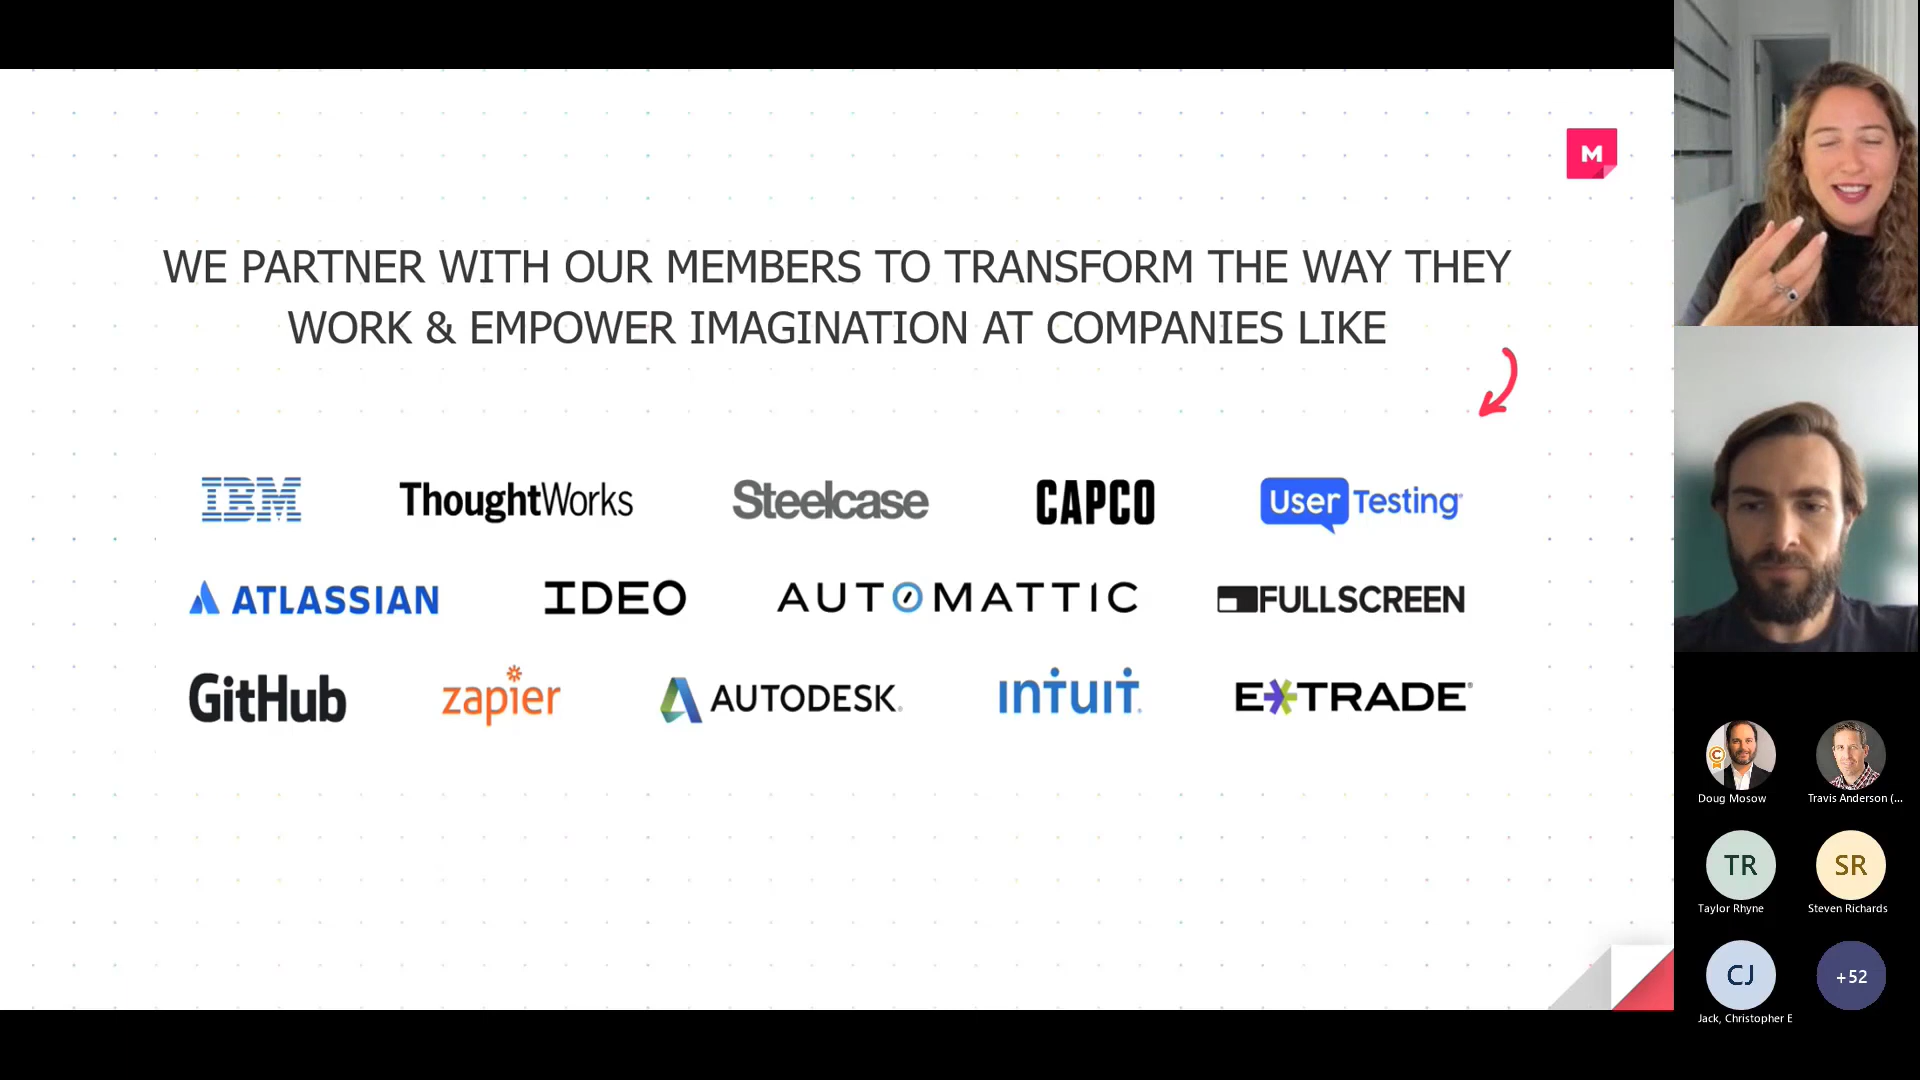 M
WE PARTNER WITH OUR MEMBERS TO TRANSFORM THE WAY THEY
WORK & EMPOWER IMAGINATION AT COMPANIES LIKE
IBM ThoughtWorks Steelcase CAPCO UserTesting
ATLASSIAN IDEO AUTOMATTIC FULLSCREEN
GitHub zapier AUTODESK® intuit® E*TRADE®
C
Doug Mosow Travis Anderson (...
TR SR
Taylor Rhyne Steven Richards
CJ +52
Jack, Christopher E